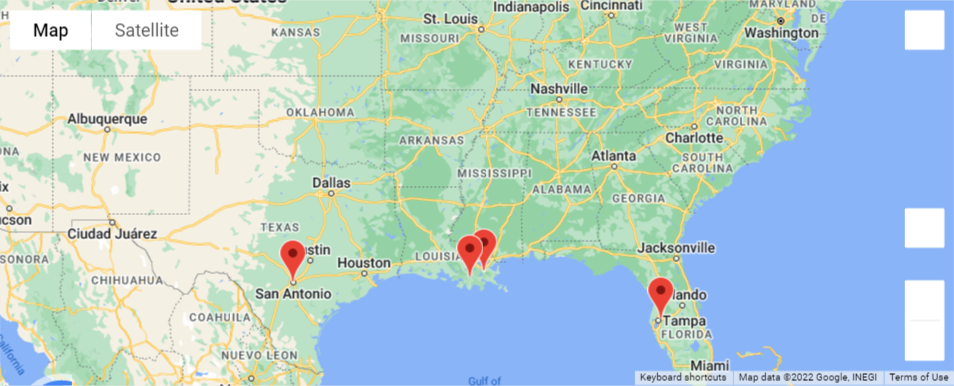 United States
Map
Satellite
St. Louis
Indianapolis
Cincinnati
MARYLAND
DE
Washington
KANSAS
MISSOURI
WEST
VIRGINIA
KENTUCKY
VIRGINIA
Nashville
TENNESSEE
OKLAHOMA
NORTH
CAROLINA
Albuquerque
Charlotte
ARKANSAS
NEW MEXICO
Atlanta
SOUTH
CAROLINA
MISSISSIPPI
Dallas
ALABAMA
GEORGIA
TEXAS
Ciudad Juárez
Jacksonville
stin
LOUISIA
Houston
SONORA
CHIHUAHUA
San Antonio
lando
COAHUILA
Tampa
FLORIDA
NUEVO LEON
Miami
California
Gulf of
Keyboard shortcuts
Map data ©2022 Google, INEGI
Terms of Use